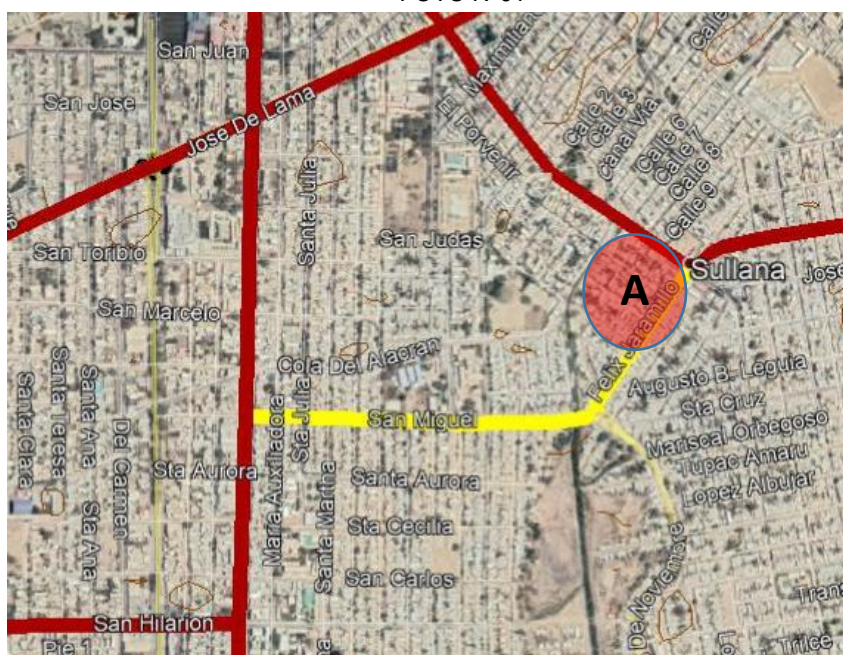 San Juan
San Jose
Jose De Lama
Maximiliano
Porvenir
Calle 2
Calle 3
Canal Vía
Calle 6
Calle 7
Calle 8
Calle 9
Santa Julia
San Toribio
San Judas
Sullana
A
San Marcelo
Felix Jaramillo
Cola Del Alacran
Santa Clara
Santa Teresa
Santa Ana
Del Carmen
Sta Julia
Augusto B. Leguia
Sta Cruz
San Miguel
Maria Auxiliadora
Mariscal Orbegoso
Tupac Amaru
Lopez Albujar
Sta Aurora
Santa Aurora
Sta Ana
Santa Marina
Sta Cecilia
San Carlos
De Noviembre
San Hilarion
Pie 1
Trilce